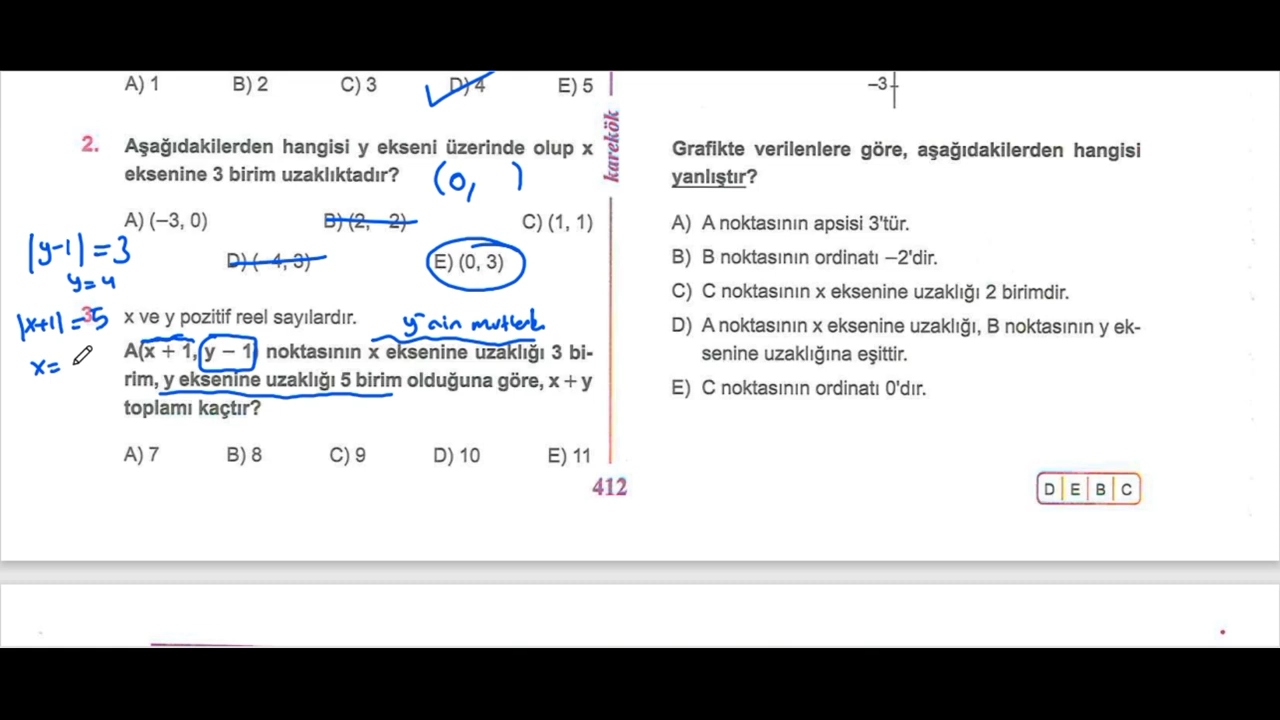 A) 1 B) 2 C) 3 D) 4 E) 5
2. Aşağıdakilerden hangisi y ekseni üzerinde olup x
eksenine 3 birim uzaklıktadır?
(0, )
A) (−3, 0) B) (2, −2) C) (1, 1)
D) (−4, 3) E) (0, 3)
|y-1| = 3
y = 4
|x+1| = 5
x =
3. x ve y pozitif reel sayılardır.
y nin mutlak
A(x + 1, y − 1) noktasının x eksenine uzaklığı 3 bi-
rim, y eksenine uzaklığı 5 birim olduğuna göre, x + y
toplamı kaçtır?
A) 7 B) 8 C) 9 D) 10 E) 11
karekök
412
−3
Grafikte verilenlere göre, aşağıdakilerden hangisi
yanlıştır?
A) A noktasının apsisi 3'tür.
B) B noktasının ordinatı −2'dir.
C) C noktasının x eksenine uzaklığı 2 birimdir.
D) A noktasının x eksenine uzaklığı, B noktasının y ek-
senine uzaklığına eşittir.
E) C noktasının ordinatı 0'dır.
D E B C